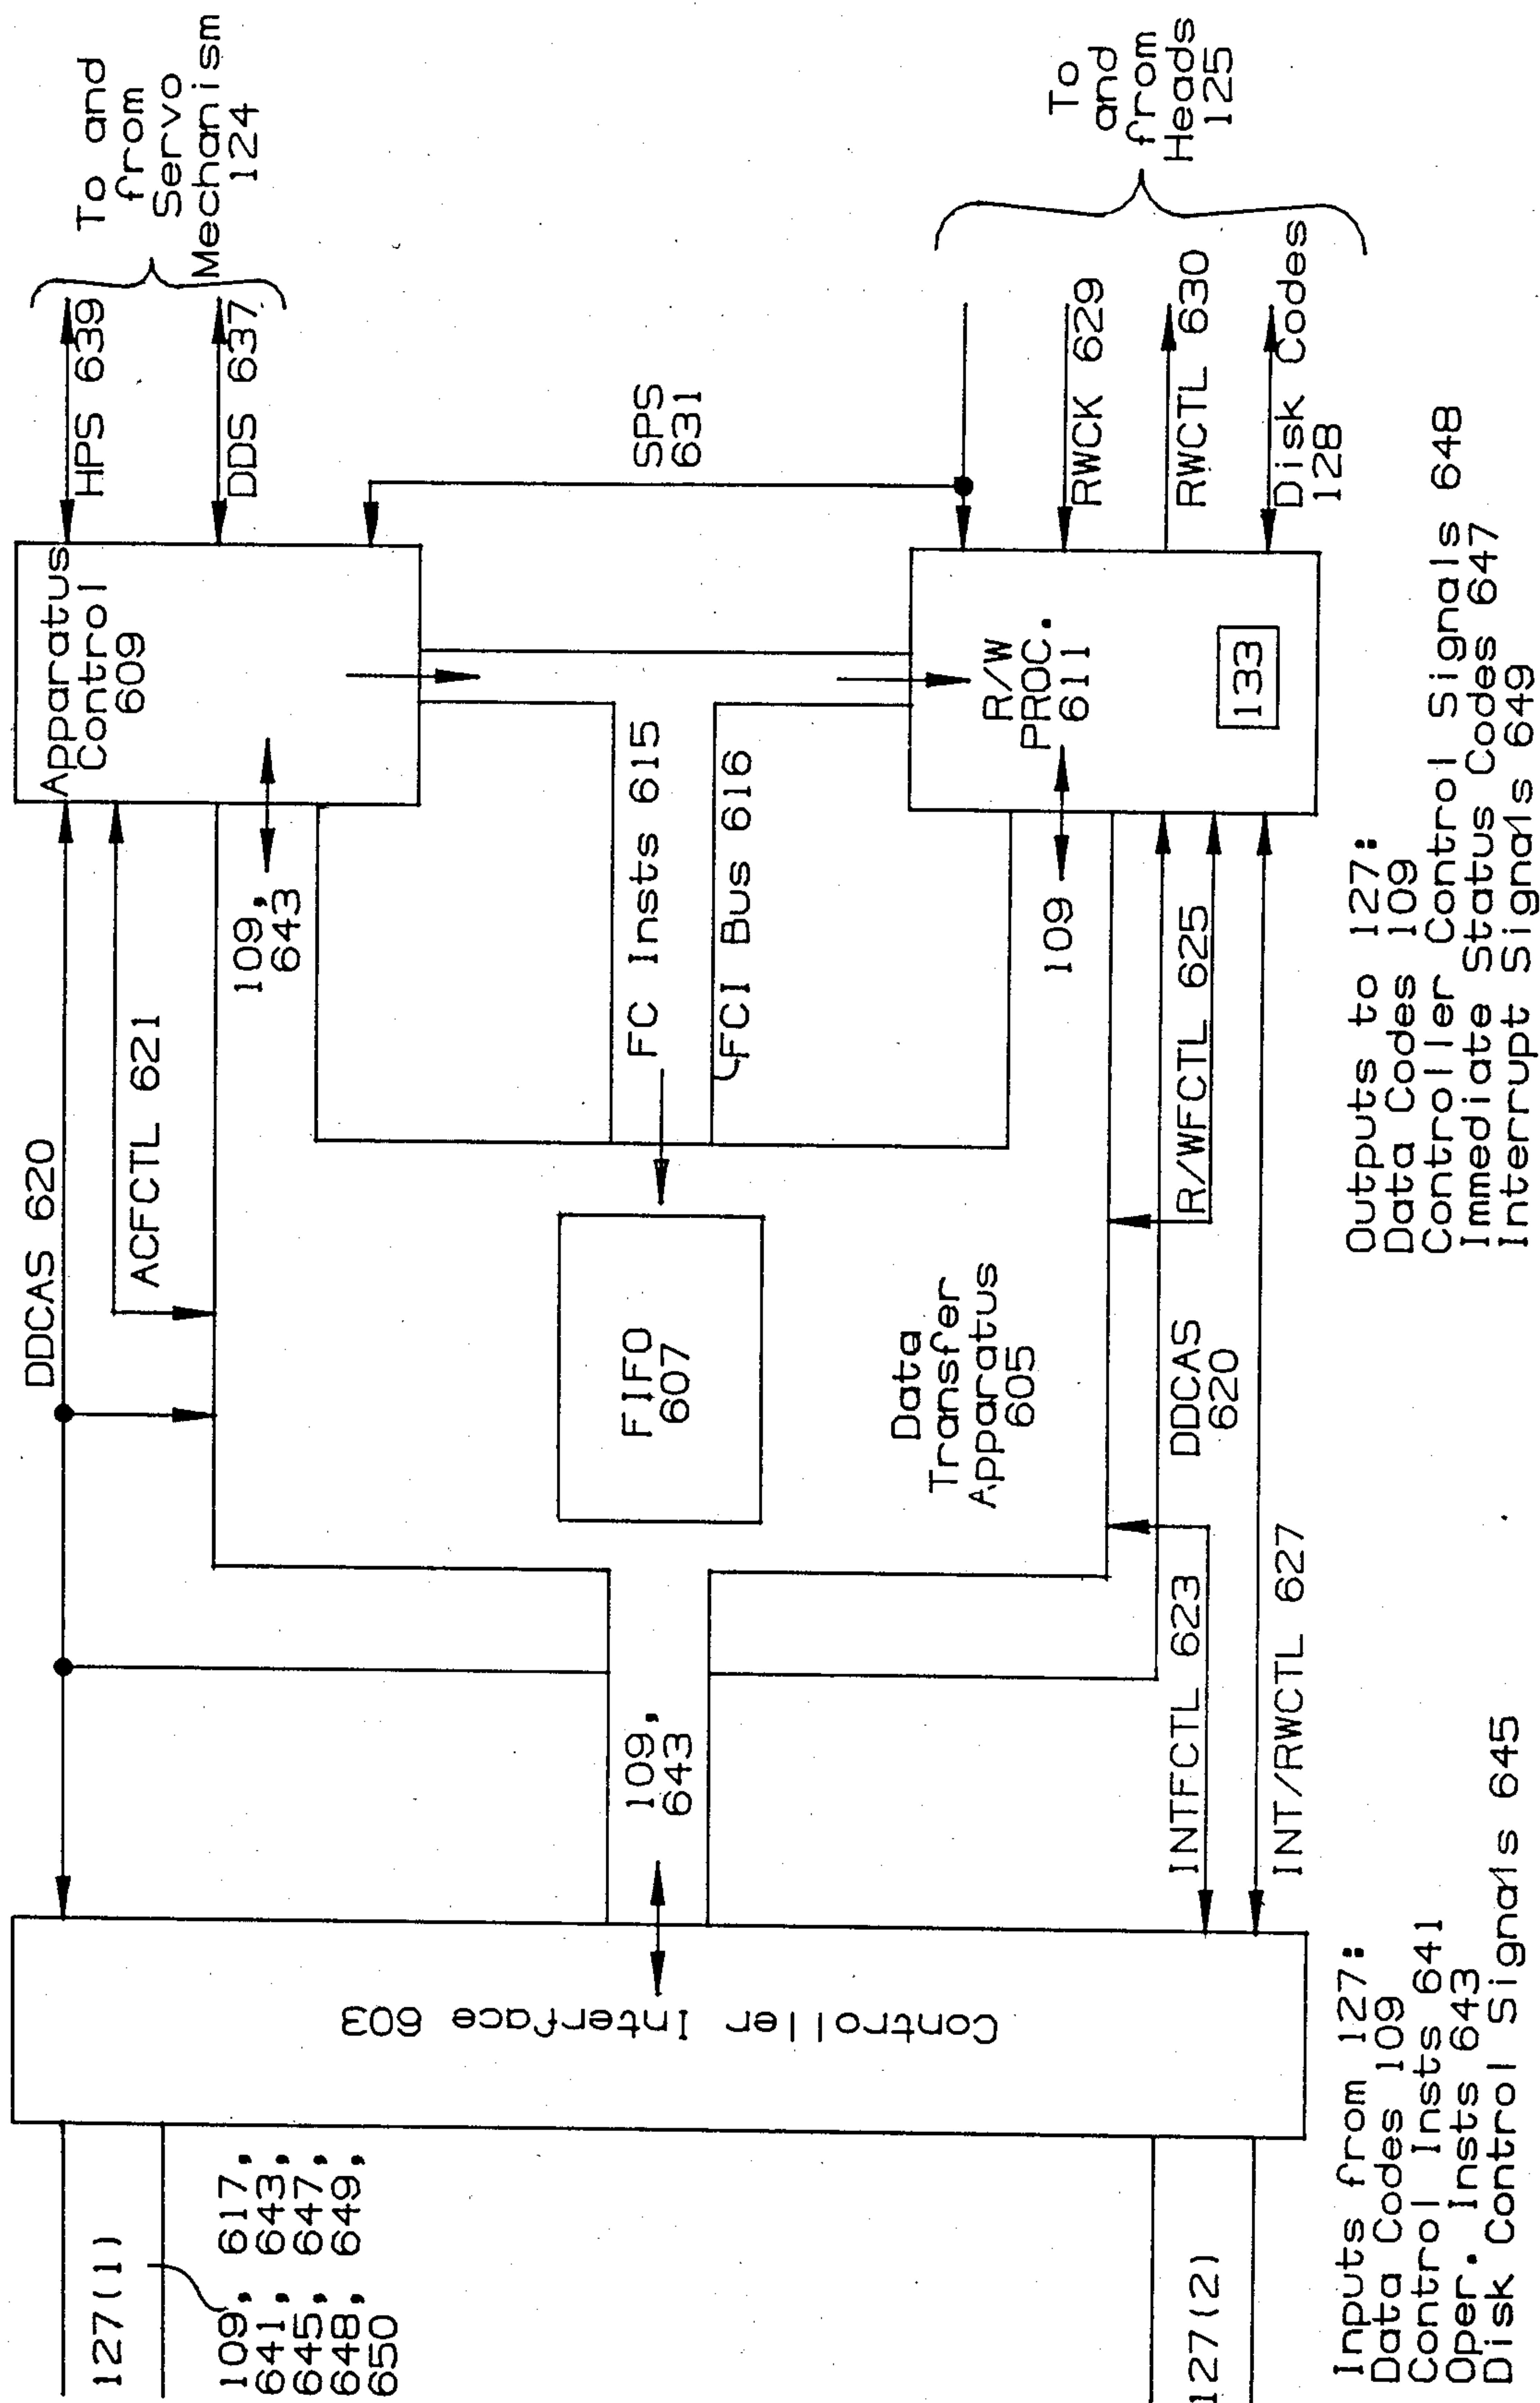 127(1)
109, 617,
641, 643,
645, 647,
648, 649,
650
127(2)
Controller Interface 603
DDCAS 620
ACFCTL 621
109,
643
FIFO
607
Data
Transfer
Apparatus
605
INTFCTL 623
INT/RWCTL 627
DDCAS
620
R/WFCTL 625
109,
643
FC Insts 615
FCI Bus 616
109
Apparatus
Control
609
R/W
PROC.
611
133
HPS 639
DDS 637
SPS
631
RWCK 629
RWCTL 630
Disk Codes
128
To and
from
Servo
Mechanism
124
To
and
from
Heads
125
Inputs from 127:
Data Codes 109
Control Insts 641
Oper. Insts 643
Disk Control Signals 645
Outputs to 127:
Data Codes 109
Controller Control Signals 648
Immediate Status Codes 647
Interrupt Signals 649